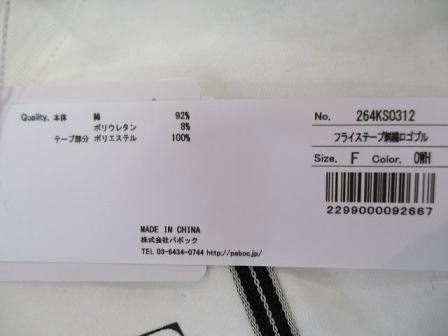 Quality. 本体 綿 92%
ポリウレタン 8%
テープ部分 ポリエステル 100%
MADE IN CHINA
株式会社パボック
TEL 03-6434-0744 http://paboc.jp/
No. 264KS0312
フライステープ刺繍ロゴプル
Size. F Color. OWH
2299000092667